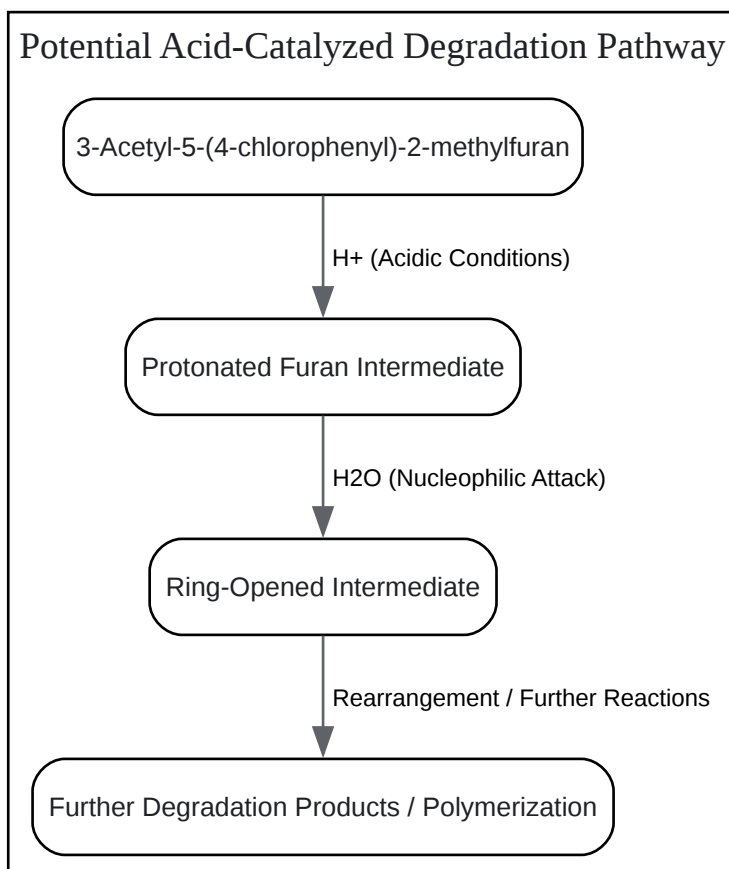 Potential Acid-Catalyzed Degradation Pathway
3-Acetyl-5-(4-chlorophenyl)-2-methylfuran
H+ (Acidic Conditions)
Protonated Furan Intermediate
H2O (Nucleophilic Attack)
Ring-Opened Intermediate
Rearrangement / Further Reactions
Further Degradation Products / Polymerization